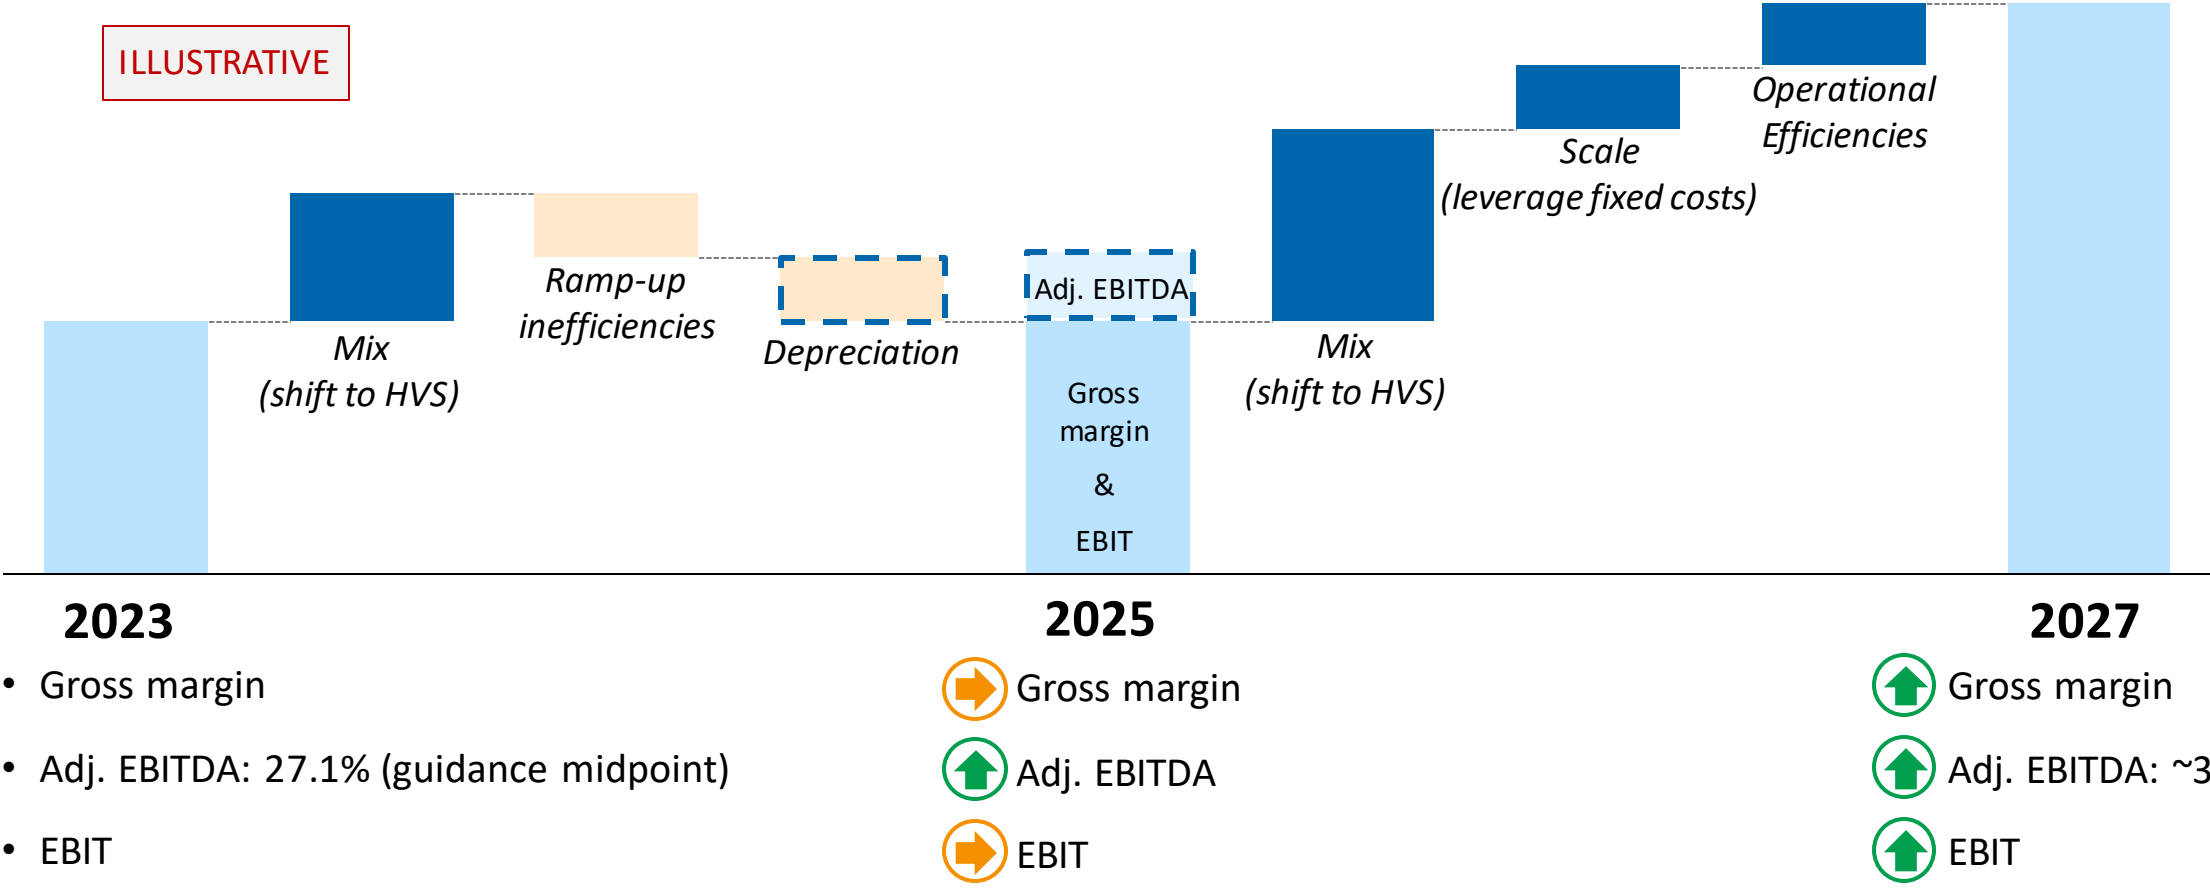 ILLUSTRATIVE
Mix
(shift to HVS)
Ramp-up
inefficiencies
Depreciation
Adj. EBITDA
Gross
margin
&
EBIT
Mix
(shift to HVS)
Scale
(leverage fixed costs)
Operational
Efficiencies
2023
• Gross margin
• Adj. EBITDA: 27.1% (guidance midpoint)
• EBIT
2025
Gross margin
Adj. EBITDA
EBIT
2027
Gross margin
Adj. EBITDA: ~3
EBIT